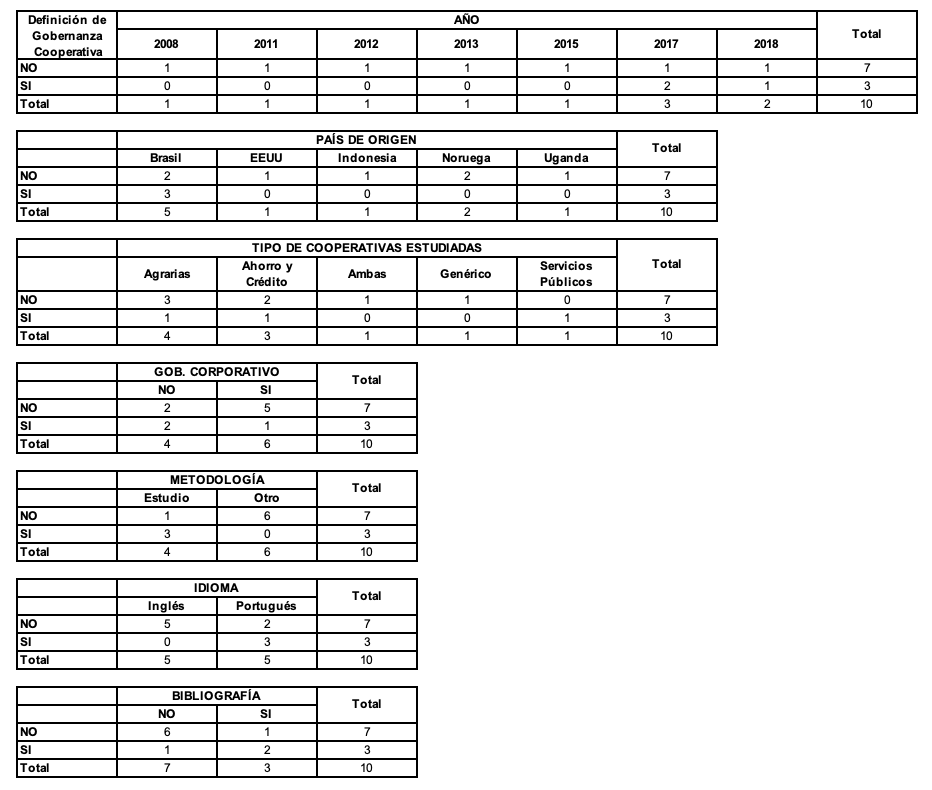 Definición de Gobernanza Cooperativa AÑO Total
2008 2011 2012 2013 2015 2017 2018
NO 1 1 1 1 1 1 1 7
SI 0 0 0 0 0 2 1 3
Total 1 1 1 1 1 3 2 10
PAÍS DE ORIGEN Total
Brasil EEUU Indonesia Noruega Uganda
NO 2 1 1 2 1 7
SI 3 0 0 0 0 3
Total 5 1 1 2 1 10
TIPO DE COOPERATIVAS ESTUDIADAS Total
Agrarias Ahorro y Crédito Ambas Genérico Servicios Públicos
NO 3 2 1 1 0 7
SI 1 1 0 0 1 3
Total 4 3 1 1 1 10
GOB. CORPORATIVO Total
NO SI
NO 2 5 7
SI 2 1 3
Total 4 6 10
METODOLOGÍA Total
Estudio Otro
NO 1 6 7
SI 3 0 3
Total 4 6 10
IDIOMA Total
Inglés Portugués
NO 5 2 7
SI 0 3 3
Total 5 5 10
BIBLIOGRAFÍA Total
NO SI
NO 6 1 7
SI 1 2 3
Total 7 3 10